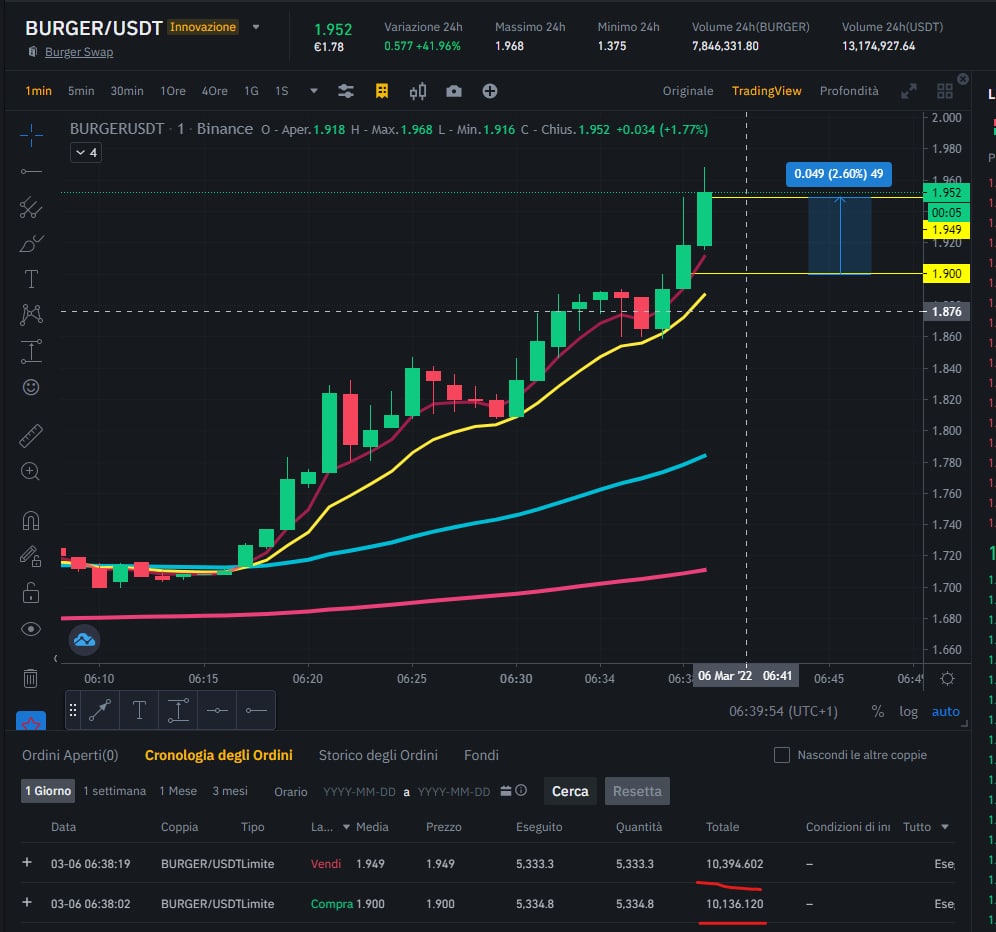 BURGER/USDT Innovazione
Burger Swap
1.952
€1.78
Variazione 24h
0.577 +41.96%
Massimo 24h
1.968
Minimo 24h
1.375
Volume 24h(BURGER)
7,846,331.80
Volume 24h(USDT)
13,174,927.64
1min 5min 30min 1Ore 4Ore 1G 1S
Originale TradingView Profondità
BURGERUSDT · 1 · Binance O - Aper.1.918 H - Max.1.968 L - Min.1.916 C - Chius.1.952 +0.034 (+1.77%)
4
0.049 (2.60%) 49
2.000
1.980
1.960
1.952
00:05
1.949
1.920
1.900
1.876
1.860
1.840
1.820
1.800
1.780
1.760
1.740
1.720
1.700
1.680
1.660
06:10 06:15 06:20 06:25 06:30 06:34 06 Mar '22 06:41 06:45
06:39:54 (UTC+1) % log auto
Ordini Aperti(0) Cronologia degli Ordini Storico degli Ordini Fondi
Nascondi le altre coppie
1 Giorno 1 settimana 1 Mese 3 mesi Orario YYYY-MM-DD a YYYY-MM-DD Cerca Resetta
Data Coppia Tipo La... Media Prezzo Eseguito Quantità Totale Condizioni di inn Tutto
+ 03-06 06:38:19 BURGER/USDT Limite Vendi 1.949 1.949 5,333.3 5,333.3 10,394.602 – Ese
+ 03-06 06:38:02 BURGER/USDT Limite Compra 1.900 1.900 5,334.8 5,334.8 10,136.120 – Ese